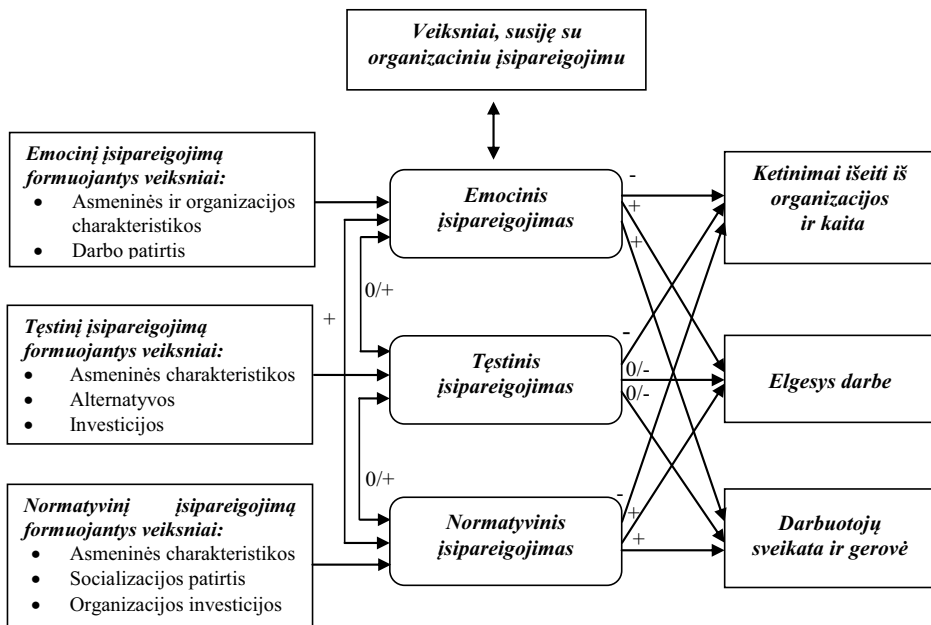 Veiksniai, susiję su
organizaciniu įsipareigojimu
Emocinį įsipareigojimą
formuojantys veiksniai:
• Asmeninės ir organizacijos
charakteristikos
• Darbo patirtis
Emocinis
įsipareigojimas
-
+
+
Ketinimai išeiti iš
organizacijos
ir kaita
0/+
+
Tęstinį įsipareigojimą
formuojantys veiksniai:
• Asmeninės charakteristikos
• Alternatyvos
• Investicijos
Tęstinis
įsipareigojimas
-
0/-
0/-
Elgesys darbe
0/+
Normatyvinį įsipareigojimą
formuojantys veiksniai:
• Asmeninės charakteristikos
• Socializacijos patirtis
• Organizacijos investicijos
Normatyvinis
įsipareigojimas
-
+
+
Darbuotojų
sveikata ir gerovė